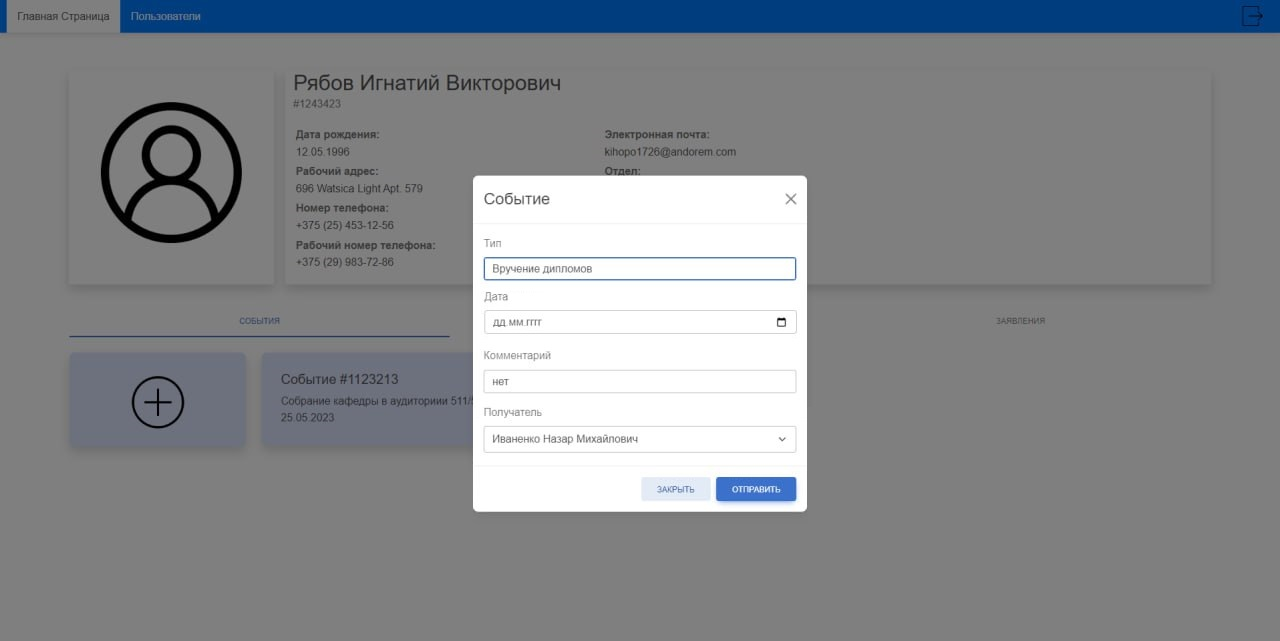 Главная Страница Пользователи
Рябов Игнатий Викторович
#1243423
Дата рождения:
12.05.1996
Рабочий адрес:
696 Watsica Light Apt. 579
Номер телефона:
+375 (25) 453-12-56
Рабочий номер телефона:
+375 (29) 983-72-86
Электронная почта:
kihopo1726@andorem.com
Отдел:
СОБЫТИЯ
ЗАЯВЛЕНИЯ
Событие #1123213
Собрание кафедры в аудиториии 511/5
25.05.2023
Событие
Тип
Вручение дипломов
Дата
дд.мм.гггг
Комментарий
нет
Получатель
Иваненко Назар Михайлович
ЗАКРЫТЬ ОТПРАВИТЬ